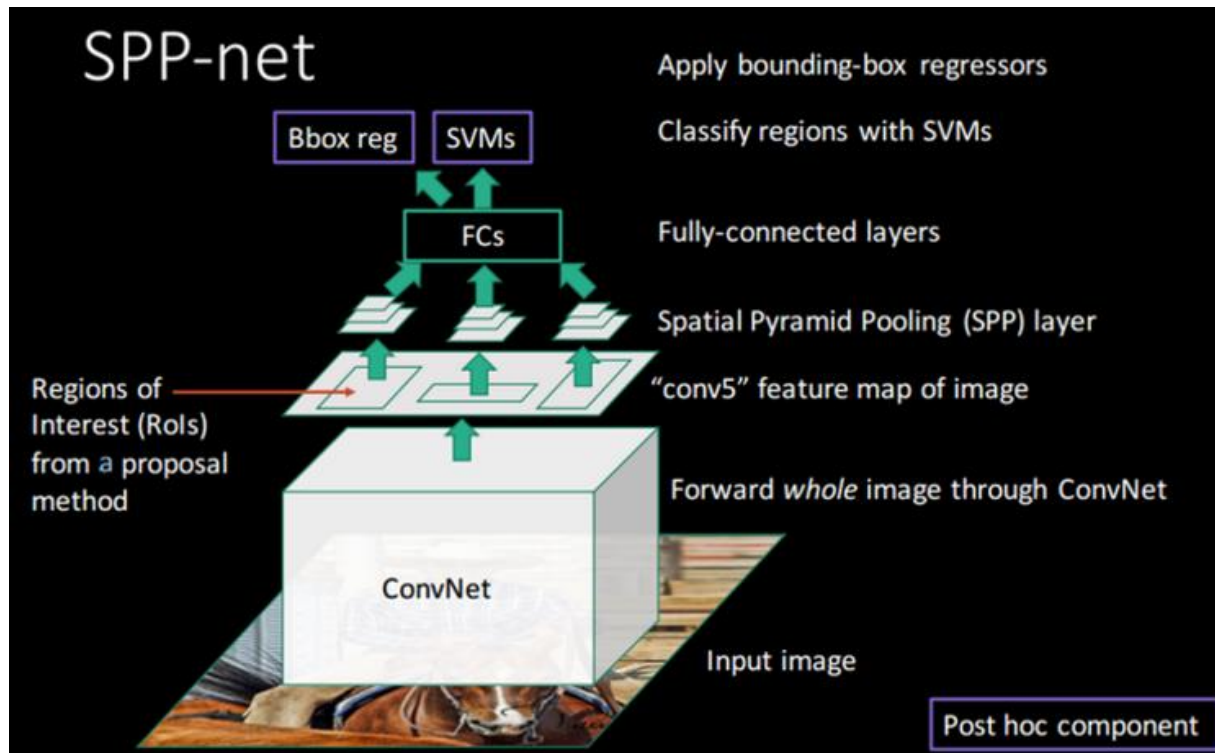 SPP-net
Apply bounding-box regressors
Bbox reg
SVMs
Classify regions with SVMs
FCs
Fully-connected layers
Spatial Pyramid Pooling (SPP) layer
Regions of
Interest (RoIs)
from a proposal
method
“conv5” feature map of image
Forward whole image through ConvNet
ConvNet
Input image
Post hoc component